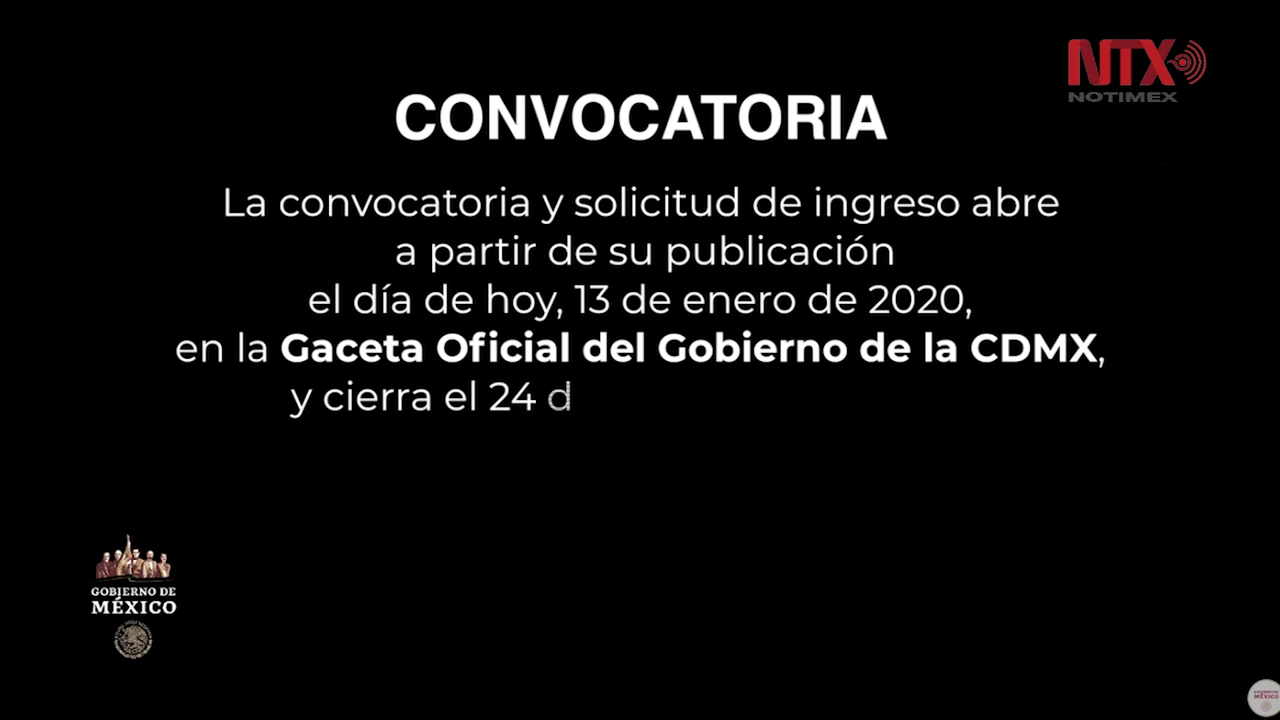 NTX
NOTIMEX
CONVOCATORIA
La convocatoria y solicitud de ingreso abre
a partir de su publicación
el día de hoy, 13 de enero de 2020,
en la Gaceta Oficial del Gobierno de la CDMX,
y cierra el 24 d
GOBIERNO DE
MÉXICO